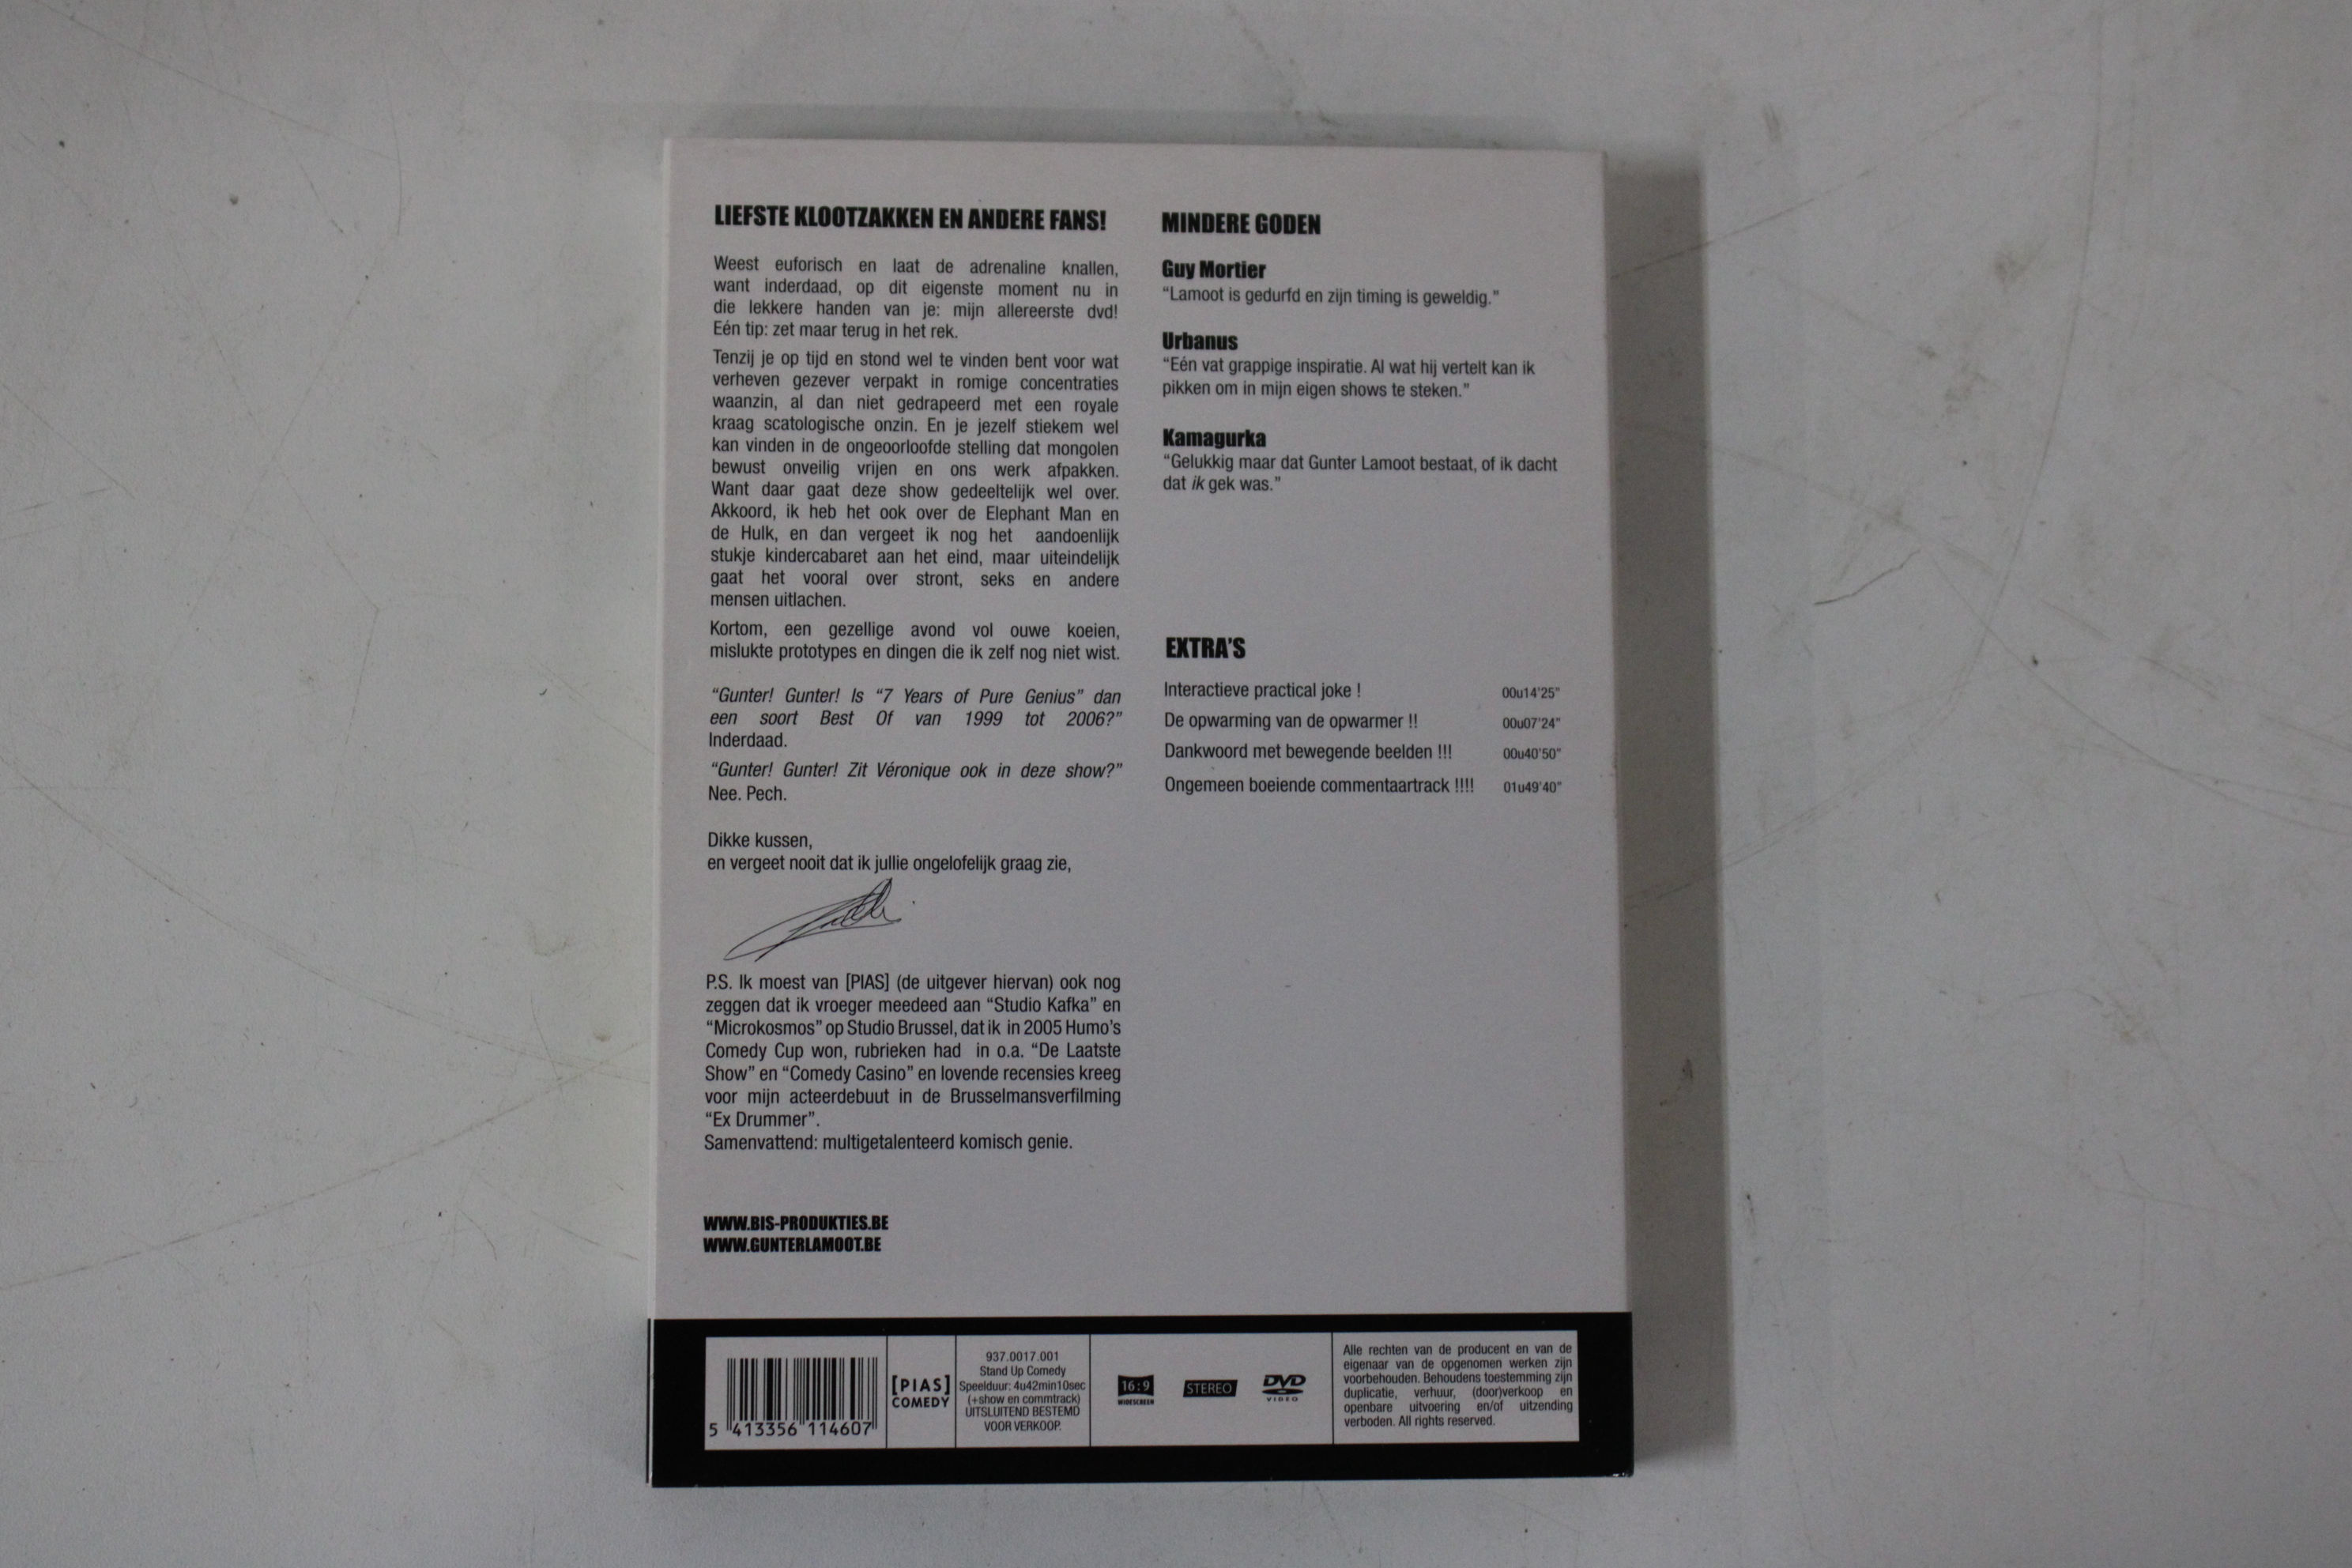 LIEFSTE KLOOTZAKKEN EN ANDERE FANS!
Weest euforisch en laat de adrenaline knallen,
want inderdaad, op dit eigenste moment nu in
die lekkere handen van je: mijn allereerste dvd!
Eén tip: zet maar terug in het rek.
Tenzij je op tijd en stond wel te vinden bent voor wat
verheven gezever verpakt in romige concentraties
waanzin, al dan niet gedrapeerd met een royale
kraag scatologische onzin. En je jezelf stiekem wel
kan vinden in de ongeoorloofde stelling dat mongolen
bewust onveilig vrijen en ons werk afpakken.
Want daar gaat deze show gedeeltelijk wel over.
Akkoord, ik heb het ook over de Elephant Man en
de Hulk, en dan vergeet ik nog het aandoenlijk
stukje kindercabaret aan het eind, maar uiteindelijk
gaat het vooral over stront, seks en andere
mensen uitlachen.
Kortom, een gezellige avond vol ouwe koeien,
mislukte prototypes en dingen die ik zelf nog niet wist.
“Gunter! Gunter! Is “7 Years of Pure Genius” dan
een soort Best Of van 1999 tot 2006?”
Inderdaad.
“Gunter! Gunter! Zit Véronique ook in deze show?”
Nee. Pech.
Dikke kussen,
en vergeet nooit dat ik jullie ongelofelijk graag zie,
P.S. Ik moest van [PIAS] (de uitgever hiervan) ook nog
zeggen dat ik vroeger meedeed aan “Studio Kafka” en
“Microkosmos” op Studio Brussel, dat ik in 2005 Humo’s
Comedy Cup won, rubrieken had in o.a. “De Laatste
Show” en “Comedy Casino” en lovende recensies kreeg
voor mijn acteerdebuut in de Brusselmansverfilming
“Ex Drummer”.
Samenvattend: multigetalenteerd komisch genie.
WWW.BIS-PRODUKTIES.BE
WWW.GUNTERLAMOOT.BE
MINDERE GODEN
Guy Mortier
“Lamoot is gedurfd en zijn timing is geweldig.”
Urbanus
“Eén vat grappige inspiratie. Al wat hij vertelt kan ik
pikken om in mijn eigen shows te steken.”
Kamagurka
“Gelukkig maar dat Gunter Lamoot bestaat, of ik dacht
dat ik gek was.”
EXTRA’S
Interactieve practical joke ! 00u14’25”
De opwarming van de opwarmer !! 00u07’24”
Dankwoord met bewegende beelden !!! 00u40’50”
Ongemeen boeiende commentaartrack !!!! 01u49’40”
5 413356 114607
[PIAS]
COMEDY
937.0017.001
Stand Up Comedy
Speelduur: 4u42min10sec
(+show en commtrack)
UITSLUITEND BESTEMD
VOOR VERKOOP.
16:9
WIDESCREEN
STEREO
DVD
VIDEO
Alle rechten van de producent en van de
eigenaar van de opgenomen werken zijn
voorbehouden. Behoudens toestemming zijn
duplicatie, verhuur, (door)verkoop en
openbare uitvoering en/of uitzending
verboden. All rights reserved.